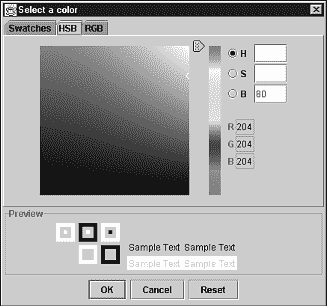 Select a color
Swatches HSB RGB
H
S
B 80
R 204
G 204
B 204
Preview
Sample Text Sample Text
Sample Text Sample Text
OK Cancel Reset